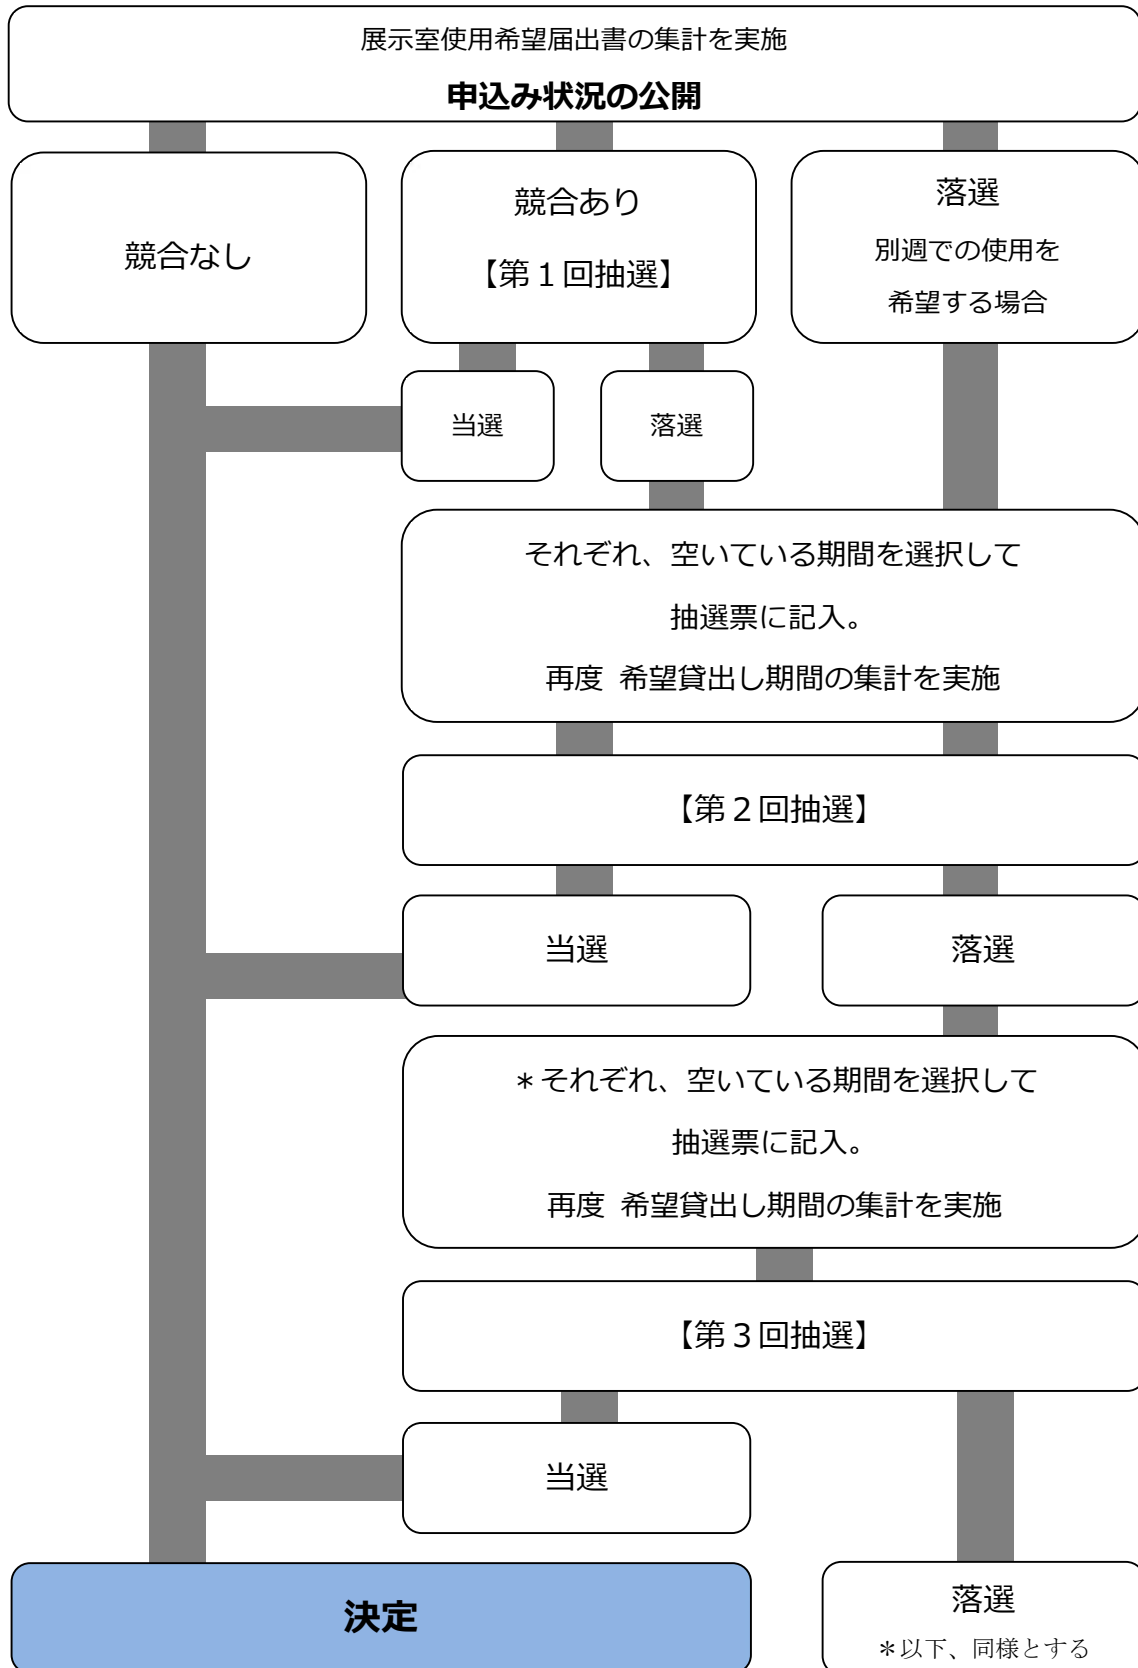 展示室使用希望届出書の集計を実施
申込み状況の公開
競合なし
競合あり
【第１回抽選】
落選
別週での使用を
希望する場合
当選
落選
それぞれ、空いている期間を選択して
抽選票に記入。
再度 希望貸出し期間の集計を実施
【第２回抽選】
当選
落選
＊それぞれ、空いている期間を選択して
抽選票に記入。
再度 希望貸出し期間の集計を実施
【第３回抽選】
当選
決定
落選
＊以下、同様とする